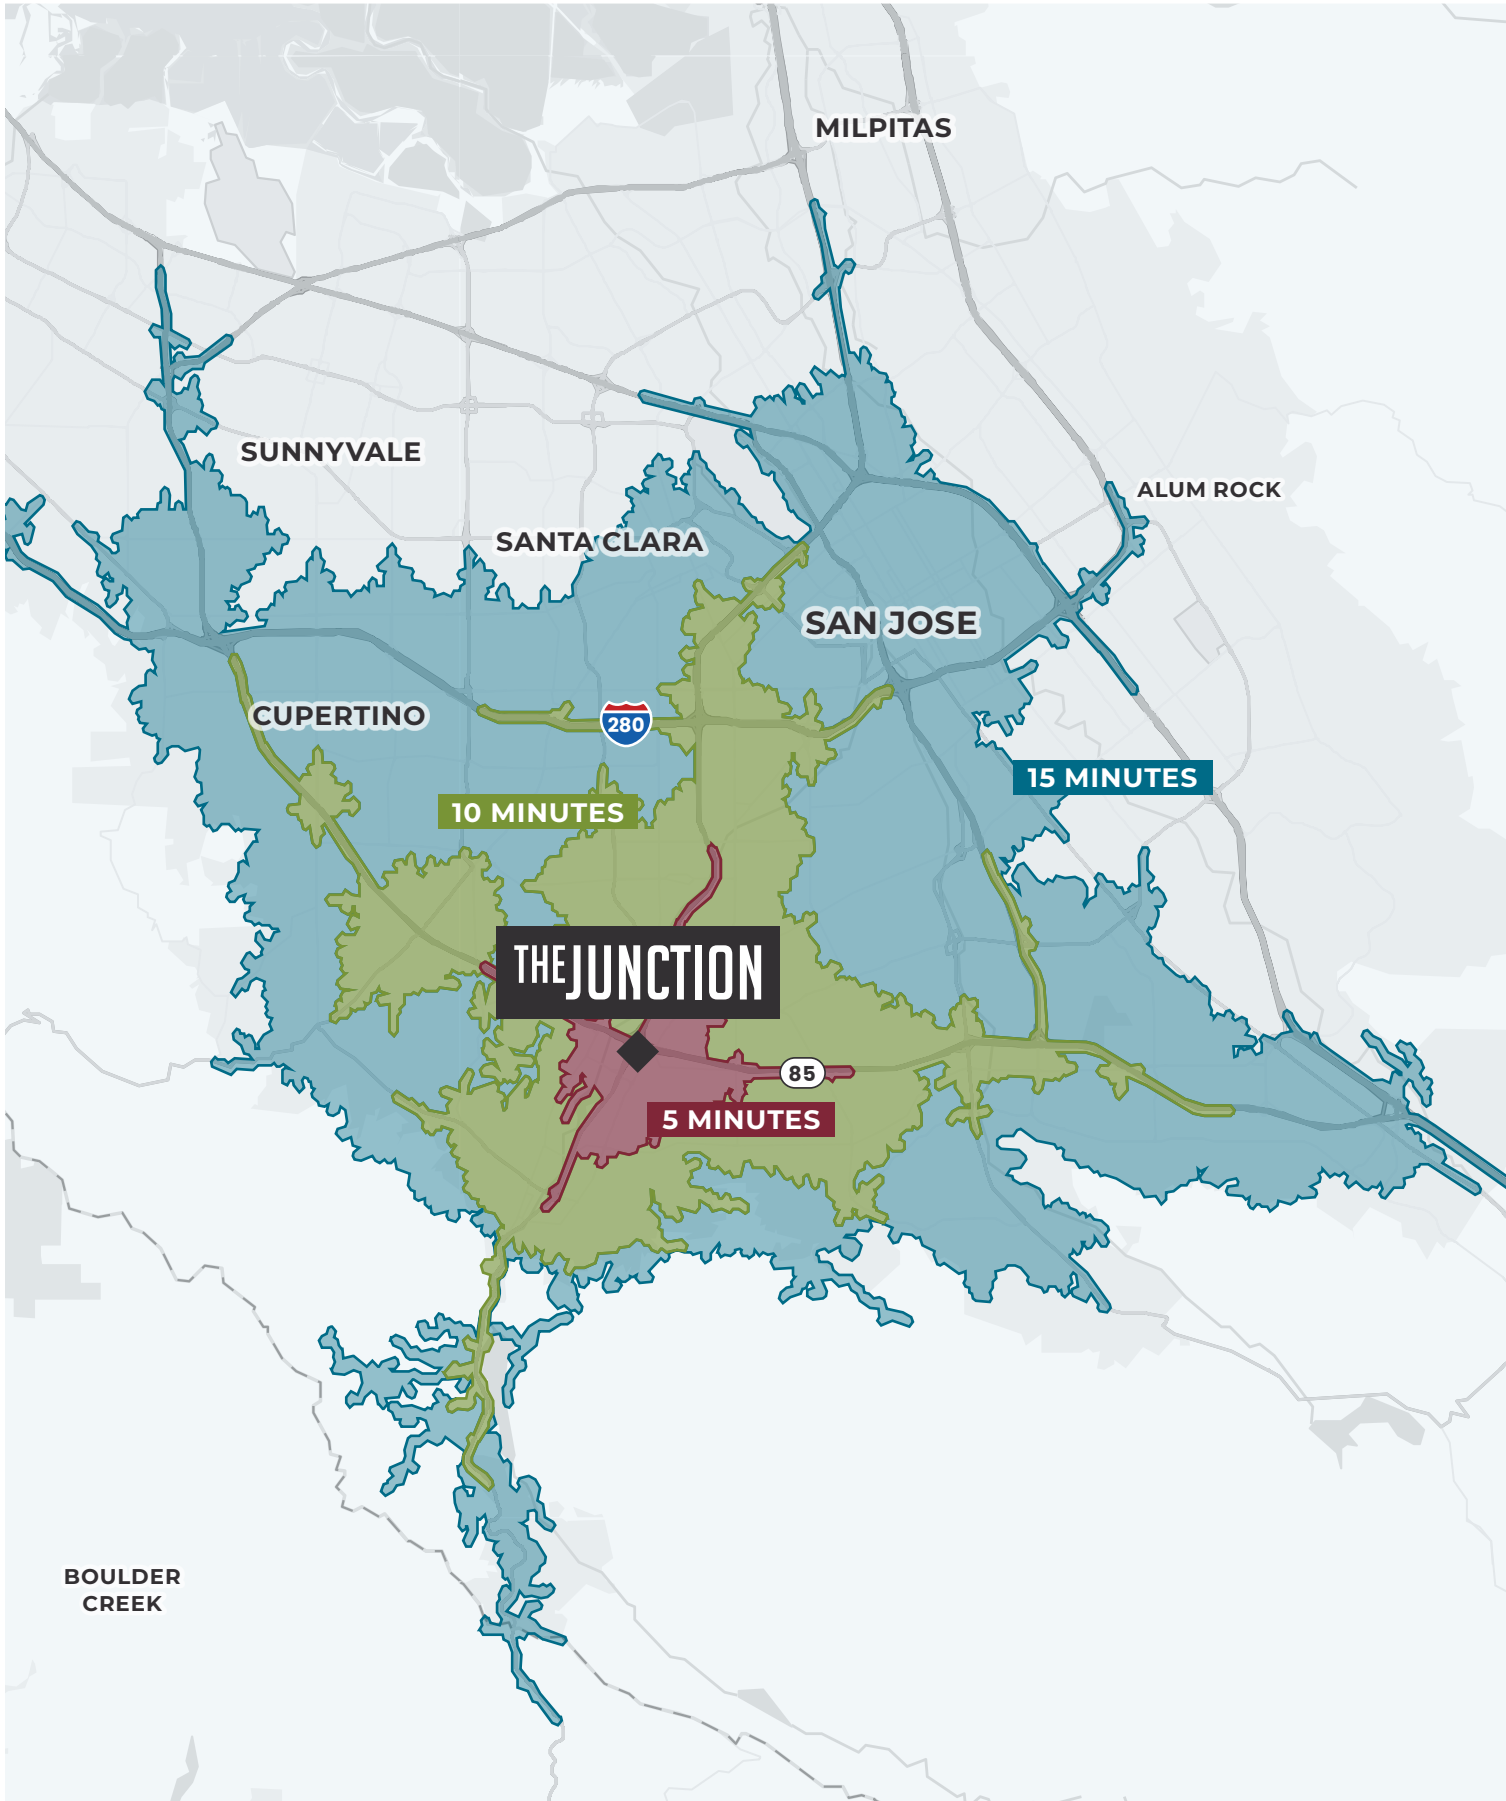 MILPITAS
SUNNYVALE
ALUM ROCK
SANTA CLARA
SAN JOSE
CUPERTINO
280
15 MINUTES
10 MINUTES
THE JUNCTION
85
5 MINUTES
BOULDER
CREEK